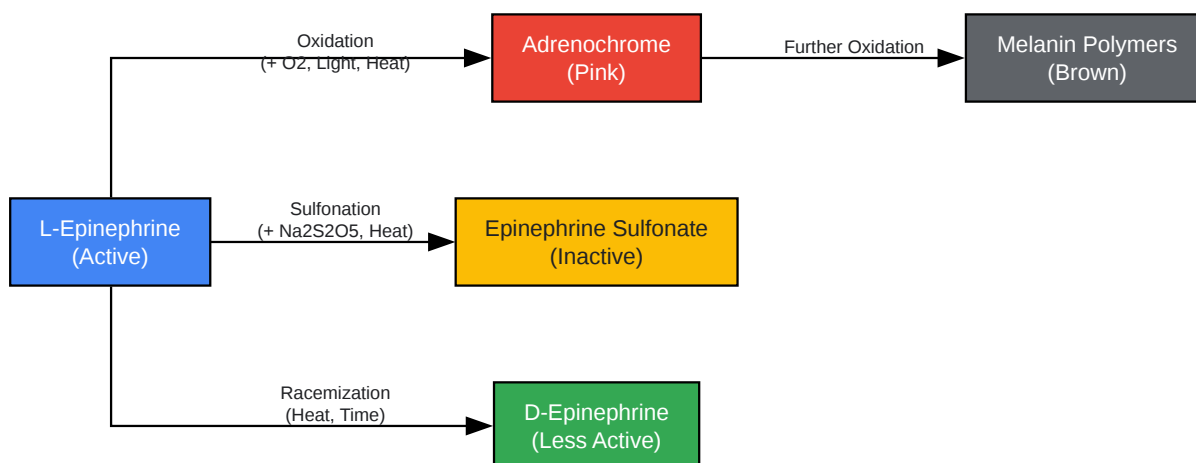 Oxidation
(+ O2, Light, Heat)
Adrenochrome
(Pink)
Further Oxidation
Melanin Polymers
(Brown)
L-Epinephrine
(Active)
Sulfonation
(+ Na2S2O5, Heat)
Epinephrine Sulfonate
(Inactive)
Racemization
(Heat, Time)
D-Epinephrine
(Less Active)